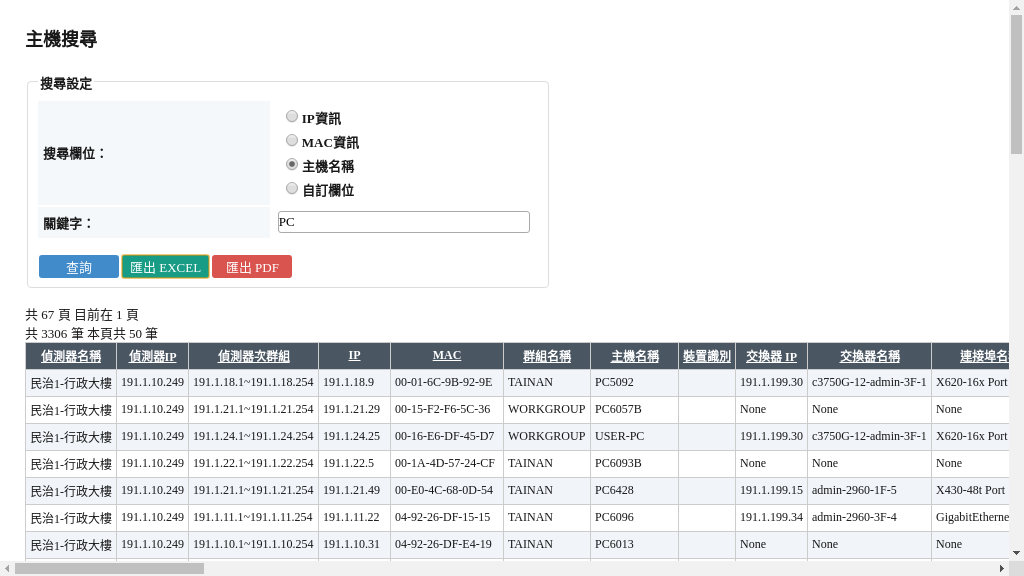 主機搜尋
搜尋設定
搜尋欄位：
IP資訊
MAC資訊
主機名稱
自訂欄位
關鍵字：
PC
查詢 匯出 EXCEL 匯出 PDF
共 67 頁 目前在 1 頁
共 3306 筆 本頁共 50 筆
偵測器名稱 偵測器IP 偵測器次群組 IP MAC 群組名稱 主機名稱 裝置識別 交換器 IP 交換器名稱 連接埠名
民治1-行政大樓 191.1.10.249 191.1.18.1~191.1.18.254 191.1.18.9 00-01-6C-9B-92-9E TAINAN PC5092 191.1.199.30 c3750G-12-admin-3F-1 X620-16x Port
民治1-行政大樓 191.1.10.249 191.1.21.1~191.1.21.254 191.1.21.29 00-15-F2-F6-5C-36 WORKGROUP PC6057B None None None
民治1-行政大樓 191.1.10.249 191.1.24.1~191.1.24.254 191.1.24.25 00-16-E6-DF-45-D7 WORKGROUP USER-PC 191.1.199.30 c3750G-12-admin-3F-1 X620-16x Port
民治1-行政大樓 191.1.10.249 191.1.22.1~191.1.22.254 191.1.22.5 00-1A-4D-57-24-CF TAINAN PC6093B None None None
民治1-行政大樓 191.1.10.249 191.1.21.1~191.1.21.254 191.1.21.49 00-E0-4C-68-0D-54 TAINAN PC6428 191.1.199.15 admin-2960-1F-5 X430-48t Port
民治1-行政大樓 191.1.10.249 191.1.11.1~191.1.11.254 191.1.11.22 04-92-26-DF-15-15 TAINAN PC6096 191.1.199.34 admin-2960-3F-4 GigabitEtherne
民治1-行政大樓 191.1.10.249 191.1.10.1~191.1.10.254 191.1.10.31 04-92-26-DF-E4-19 TAINAN PC6013 None None None